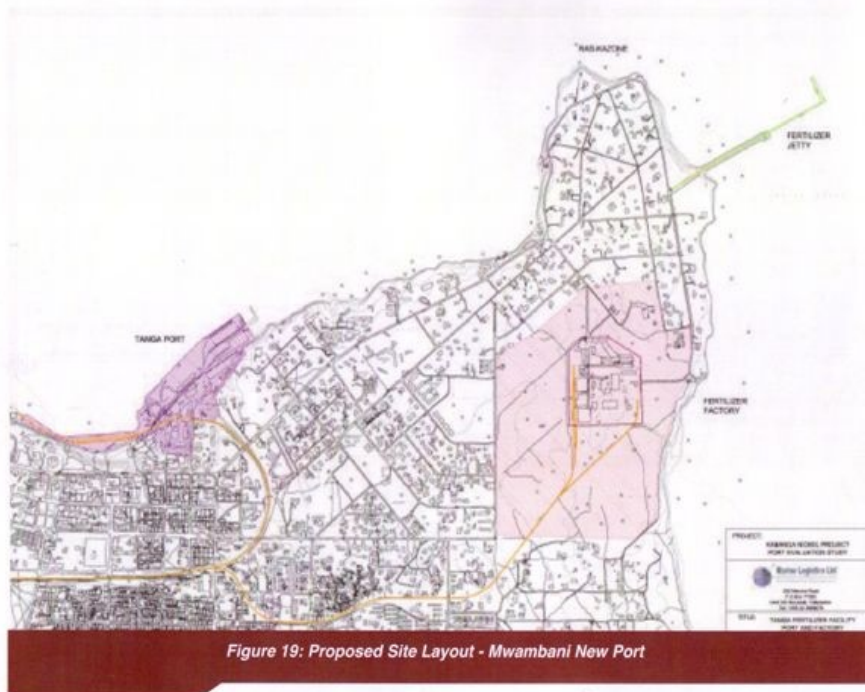 RAS KAZONE
FERTILIZER
JETTY
TANGA PORT
FERTILIZER
FACTORY
PROJECT:
KABANGA NICKEL PROJECT
PORT EVALUATION STUDY
Marine Logistics Ltd
TITLE:
TANGA FERTILIZER FACILITY
PORT AND FACTORY
Figure 19: Proposed Site Layout - Mwambani New Port